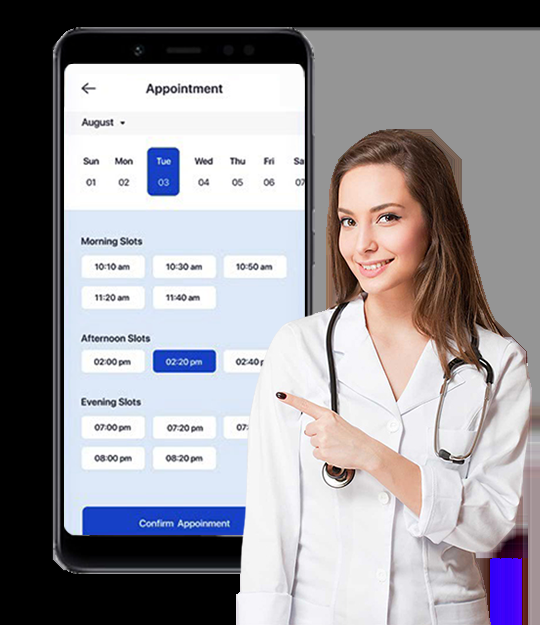 Appointment
August
Sun Mon Tue Wed Thu Fri Sa
01 02 03 04 05 06 07
Morning Slots
10:10 am 10:30 am 10:50 am
11:20 am 11:40 am
Afternoon Slots
02:00 pm 02:20 pm 02:40 p
Evening Slots
07:00 pm 07:20 pm 07:
08:00 pm 08:20 pm
Confirm Appoinment